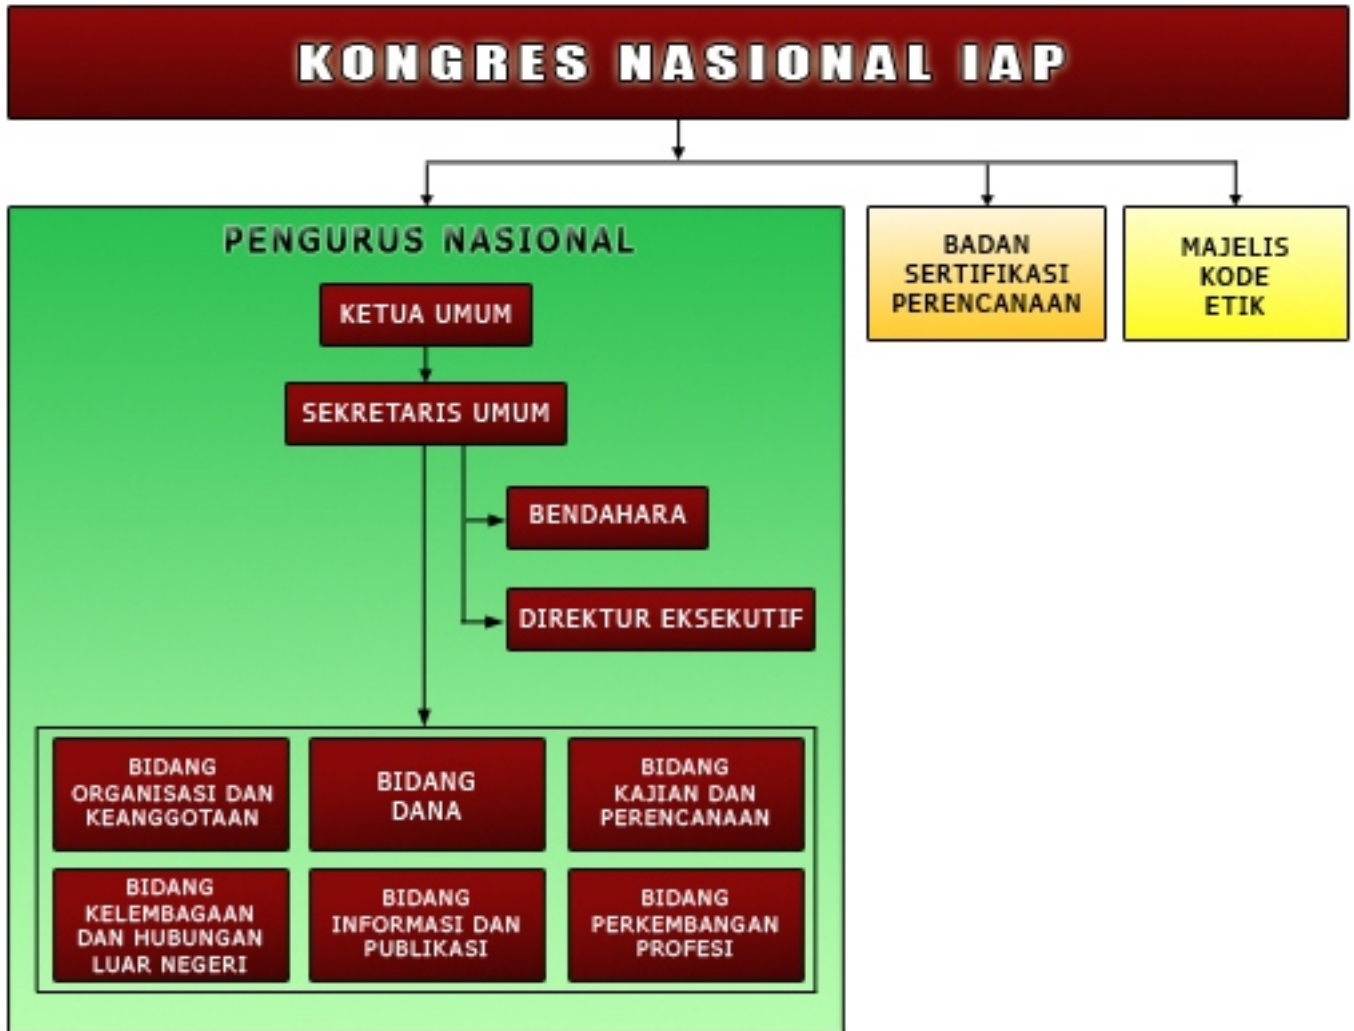 KONGRES NASIONAL IAP
PENGURUS NASIONAL
KETUA UMUM
SEKRETARIS UMUM
BENDAHARA
DIREKTUR EKSEKUTIF
BIDANG
ORGANISASI DAN
KEANGGOTAAN
BIDANG
DANA
BIDANG
KAJIAN DAN
PERENCANAAN
BIDANG
KELEMBAGAAN
DAN HUBUNGAN
LUAR NEGERI
BIDANG
INFORMASI DAN
PUBLIKASI
BIDANG
PERKEMBANGAN
PROFESI
BADAN
SERTIFIKASI
PERENCANAAN
MAJELIS
KODE
ETIK